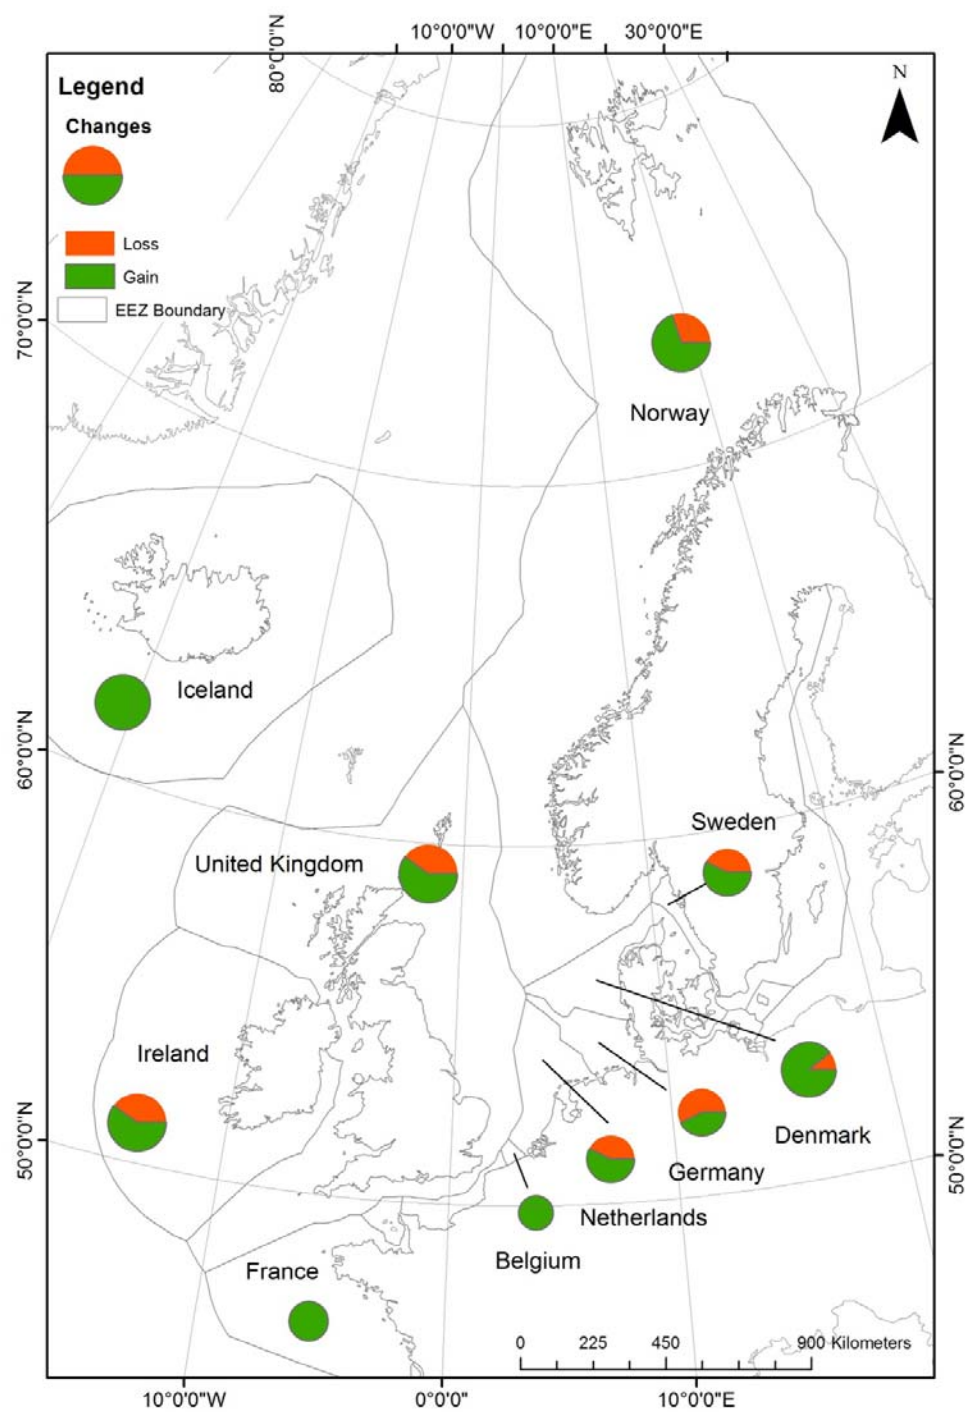 80°0'0"N
10°0'0"W 10°0'0"E 30°0'0"E
Legend
Changes
Loss
Gain
EEZ Boundary
N
70°0'0"N
Norway
Iceland
60°0'0"N
60°0'0"N
Sweden
United Kingdom
Ireland
50°0'0"N
50°0'0"N
Denmark
Germany
Netherlands
Belgium
France
0 225 450 900 Kilometers
10°0'0"W 0°0'0" 10°0'0"E